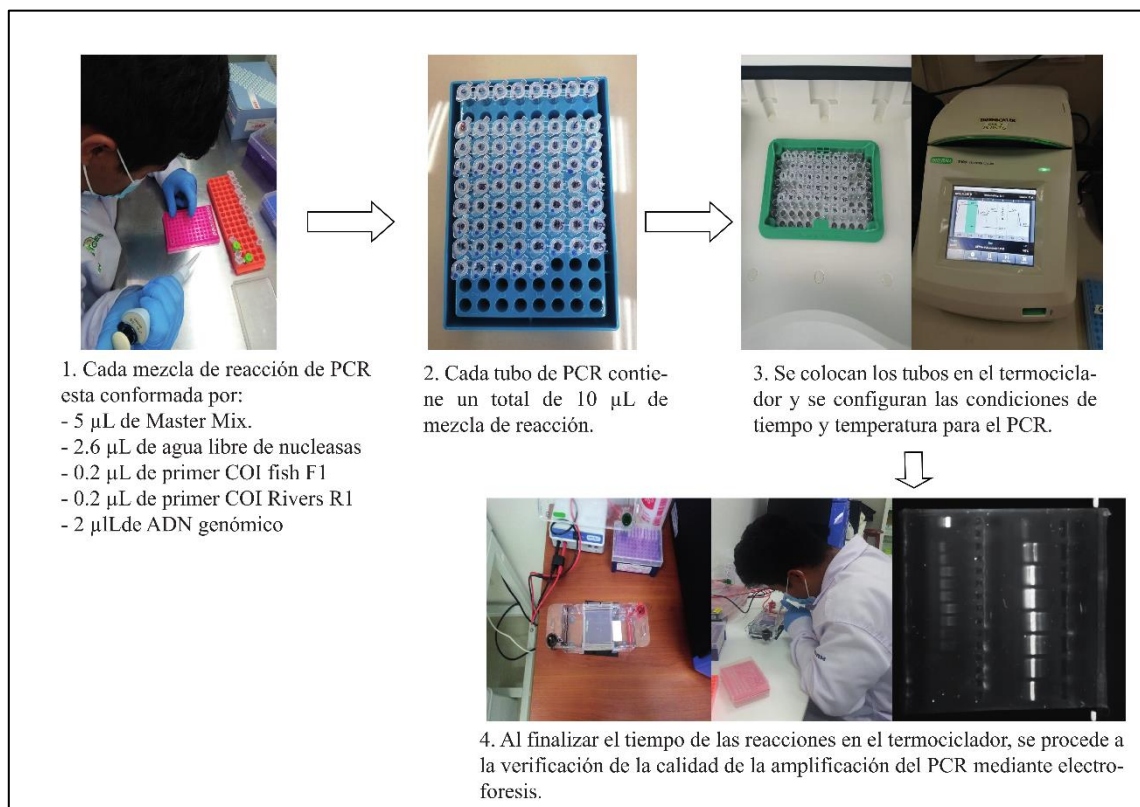 1. Cada mezcla de reacción de PCR
esta conformada por:
- 5 µL de Master Mix.
- 2.6 µL de agua libre de nucleasas
- 0.2 µL de primer COI fish F1
- 0.2 µL de primer COI Rivers R1
- 2 µlLde ADN genómico
2. Cada tubo de PCR contie-
ne un total de 10 µL de
mezcla de reacción.
3. Se colocan los tubos en el termocicla-
dor y se configuran las condiciones de
tiempo y temperatura para el PCR.
4. Al finalizar el tiempo de las reacciones en el termociclador, se procede a
la verificación de la calidad de la amplificación del PCR mediante electro-
foresis.